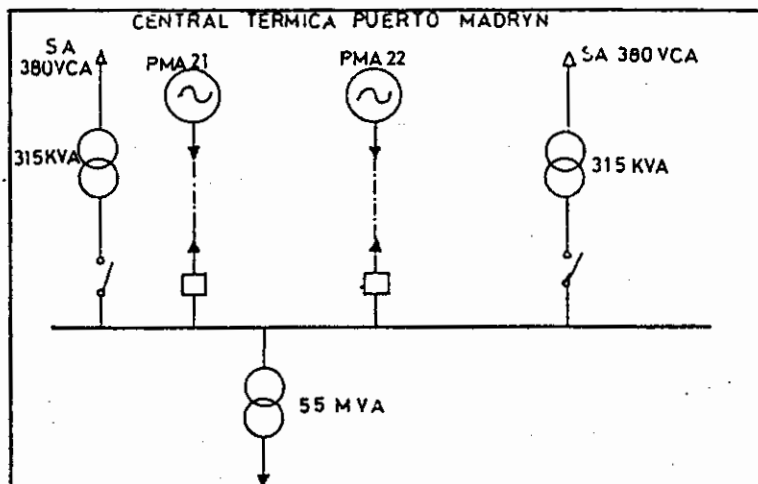 CENTRAL TERMICA PUERTO MADRYN
SA
380VCA
PMA 21
PMA 22
SA 380 VCA
315KVA
315 KVA
55 MVA